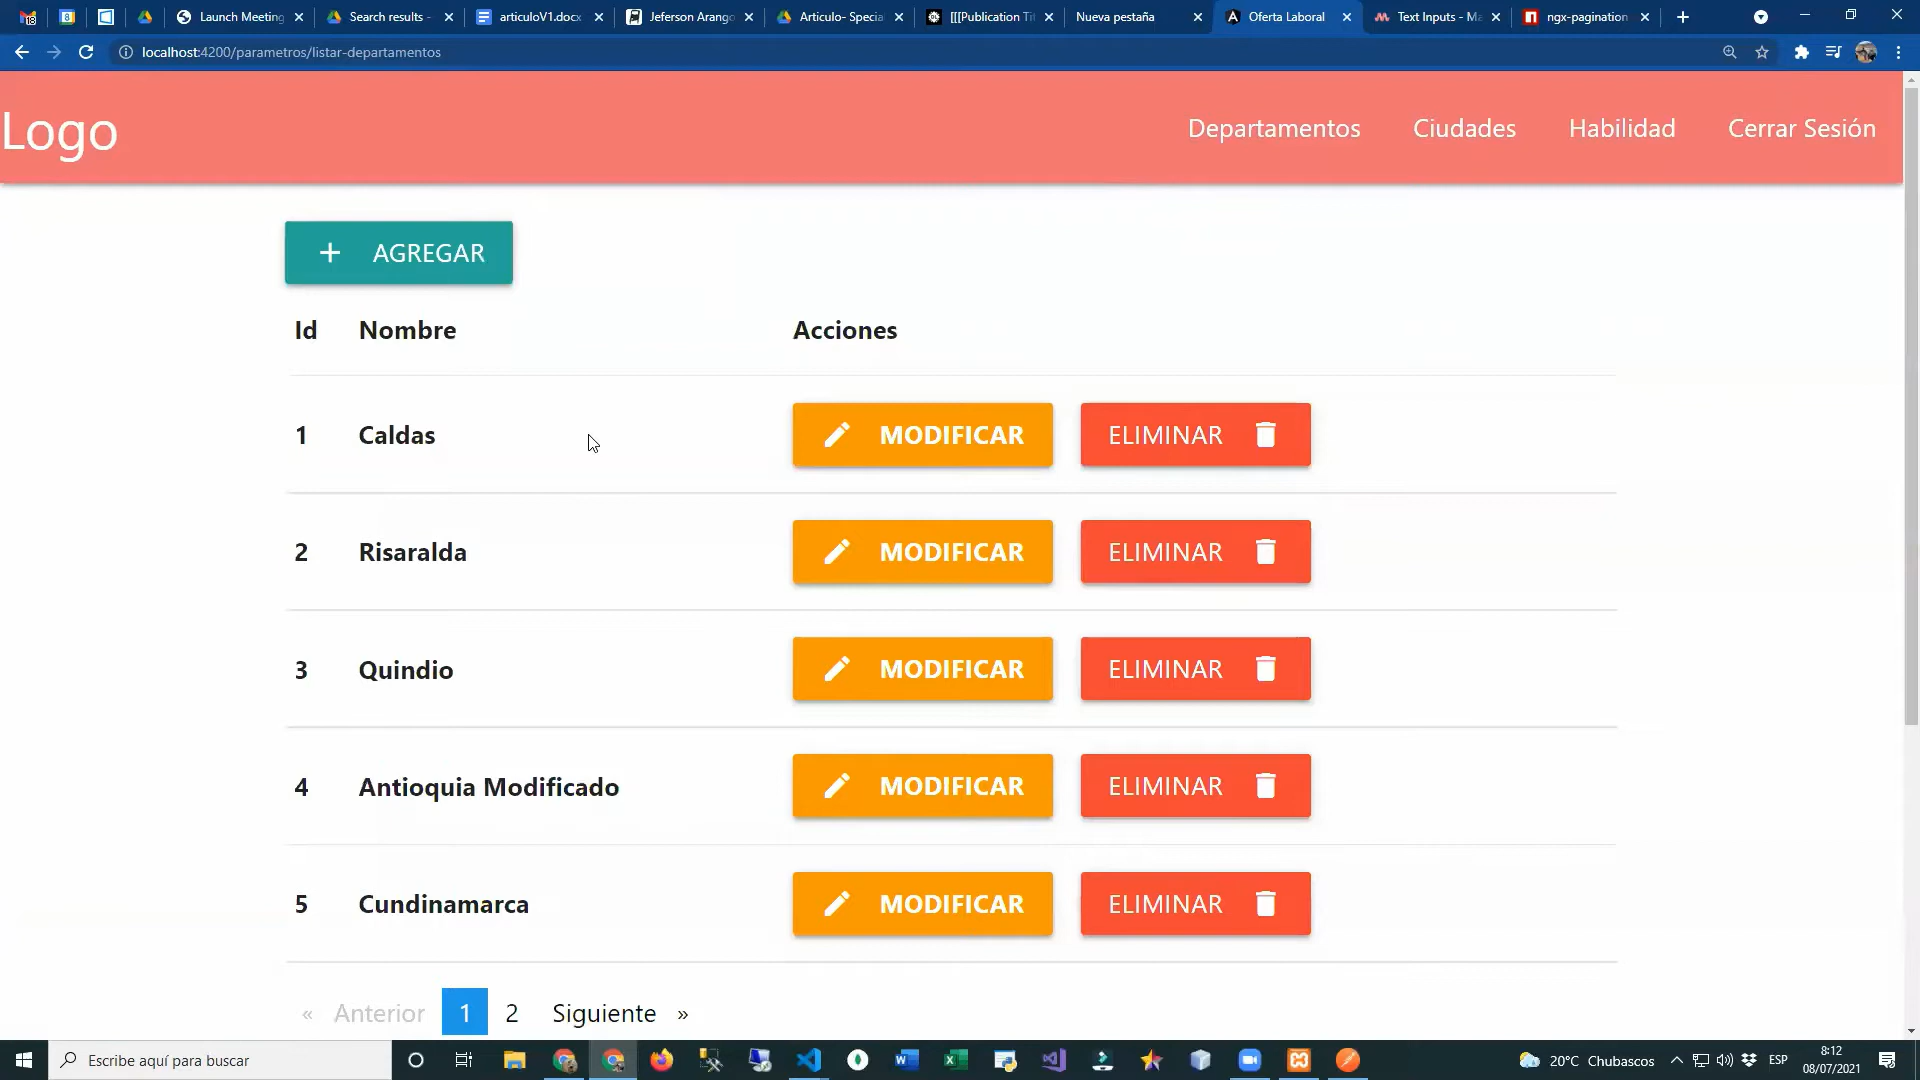 Launch Meeting
Search results -
articuloV1.docx
Jeferson Arango
Articulo- Specia
[[[Publication Tit
Nueva pestaña
Oferta Laboral
Text Inputs - Ma
ngx-pagination
localhost:4200/parametros/listar-departamentos
Logo
Departamentos
Ciudades
Habilidad
Cerrar Sesión
+ AGREGAR
Id Nombre Acciones
1 Caldas MODIFICAR ELIMINAR
2 Risaralda MODIFICAR ELIMINAR
3 Quindio MODIFICAR ELIMINAR
4 Antioquia Modificado MODIFICAR ELIMINAR
5 Cundinamarca MODIFICAR ELIMINAR
« Anterior 1 2 Siguiente »
Escribe aquí para buscar
20°C Chubascos
ESP
8:12
08/07/2021